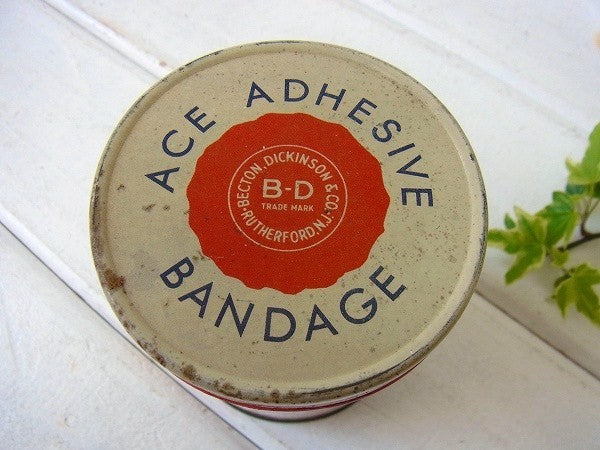 ACE ADHESIVE
BANDAGE
BECTON, DICKINSON & CO.
B-D
TRADE MARK
RUTHERFORD, N.J.